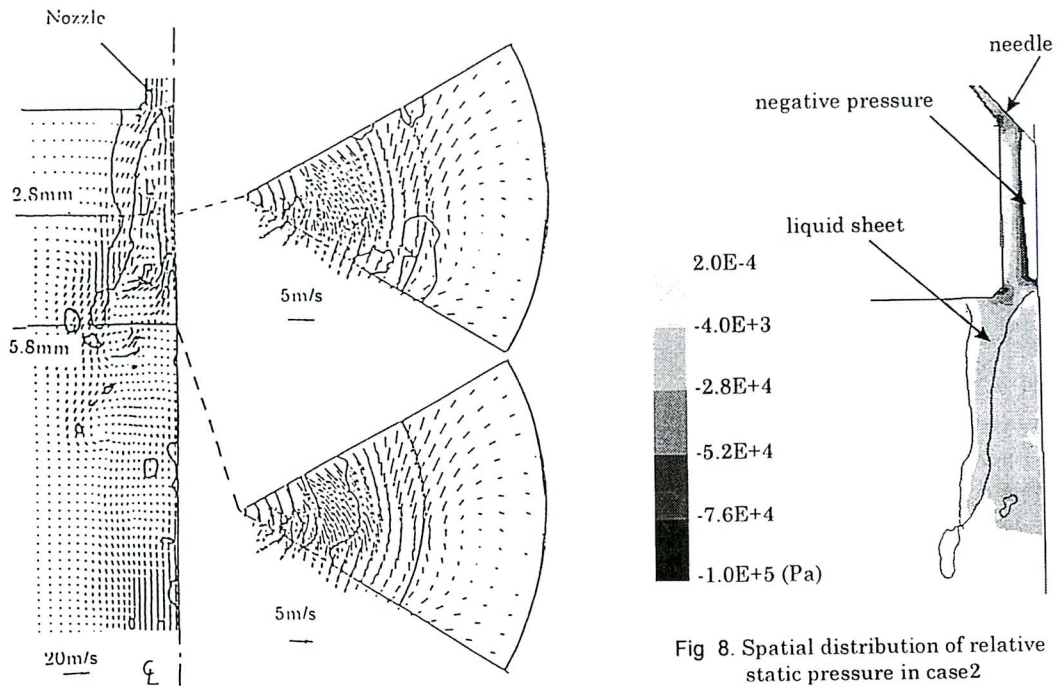 Nozzle
2.8mm
5.8mm
20m/s
℄
5m/s
5m/s
needle
negative pressure
liquid sheet
2.0E-4
-4.0E+3
-2.8E+4
-5.2E+4
-7.6E+4
-1.0E+5 (Pa)
Fig 8. Spatial distribution of relative
static pressure in case2